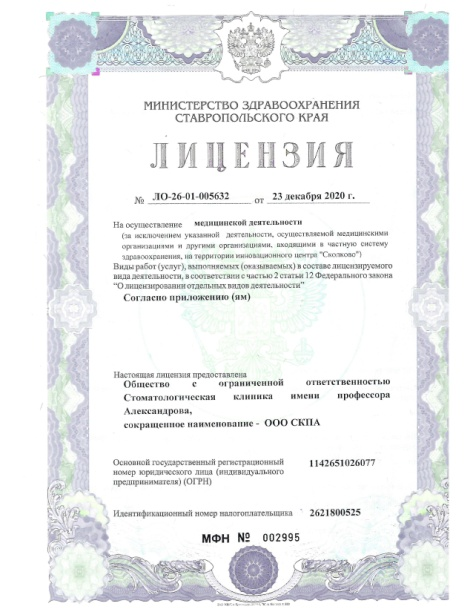 МИНИСТЕРСТВО ЗДРАВООХРАНЕНИЯ
СТАВРОПОЛЬСКОГО КРАЯ
ЛИЦЕНЗИЯ
№ ЛО-26-01-005632 от 23 декабря 2020 г.
На осуществление медицинской деятельности
(за исключением указанной деятельности, осуществляемой медицинскими
организациями и другими организациями, входящими в частную систему
здравоохранения, на территории инновационного центра "Сколково")
Виды работ (услуг), выполняемых (оказываемых) в составе лицензируемого
вида деятельности, в соответствии с частью 2 статьи 12 Федерального закона
"О лицензировании отдельных видов деятельности"
Согласно приложению (ям)
Настоящая лицензия предоставлена
Общество с ограниченной ответственностью
Стоматологическая клиника имени профессора
Александрова,
сокращенное наименование - ООО СКПА
Основной государственный регистрационный
номер юридического лица (индивидуального
предпринимателя) (ОГРН) 1142651026077
Идентификационный номер налогоплательщика 2621800525
МФН № 002995